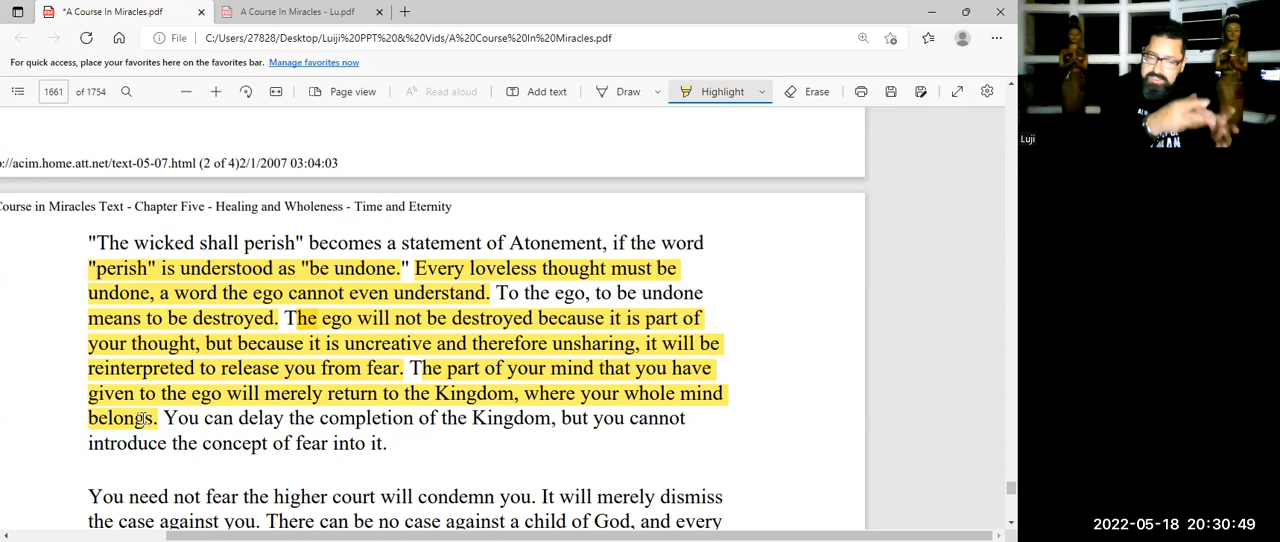 *A Course In Miracles.pdf
A Course In Miracles - Lu.pdf
File C:/Users/27828/Desktop/Luiji%20PPT%20&%20Vids/A%20Course%20In%20Miracles.pdf
For quick access, place your favorites here on the favorites bar. Manage favorites now
1661 of 1754 Page view Read aloud Add text Draw Highlight Erase
p://acim.home.att.net/text-05-07.html (2 of 4)2/1/2007 03:04:03
Course in Miracles Text - Chapter Five - Healing and Wholeness - Time and Eternity
"The wicked shall perish" becomes a statement of Atonement, if the word
"perish" is understood as "be undone." Every loveless thought must be
undone, a word the ego cannot even understand. To the ego, to be undone
means to be destroyed. The ego will not be destroyed because it is part of
your thought, but because it is uncreative and therefore unsharing, it will be
reinterpreted to release you from fear. The part of your mind that you have
given to the ego will merely return to the Kingdom, where your whole mind
belongs. You can delay the completion of the Kingdom, but you cannot
introduce the concept of fear into it.
You need not fear the higher court will condemn you. It will merely dismiss
the case against you. There can be no case against a child of God, and every
Luji
2022-05-18 20:30:49